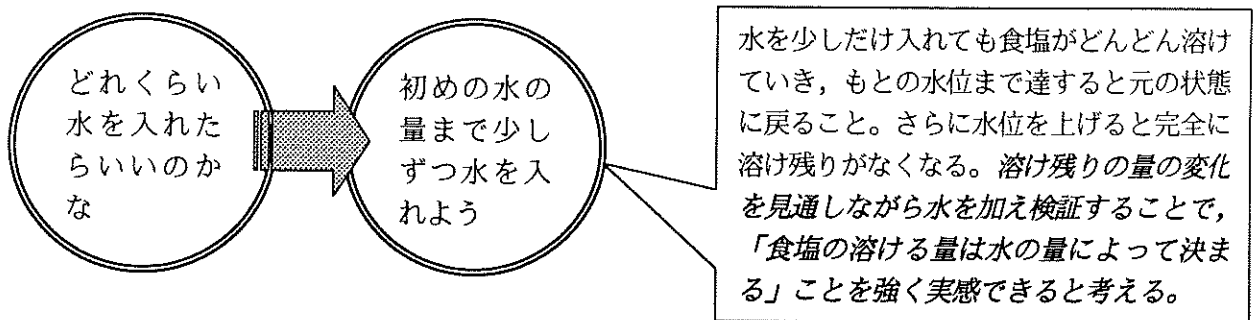 どれくらい
水を入れた
らいいのか
な
初めの水の
量まで少し
ずつ水を入
れよう
水を少しだけ入れても食塩がどんどん溶け
ていき，もとの水位まで達すると元の状態
に戻ること。さらに水位を上げると完全に
溶け残りがなくなる。溶け残りの量の変化
を見通しながら水を加え検証することで，
「食塩の溶ける量は水の量によって決ま
る」ことを強く実感できると考える。